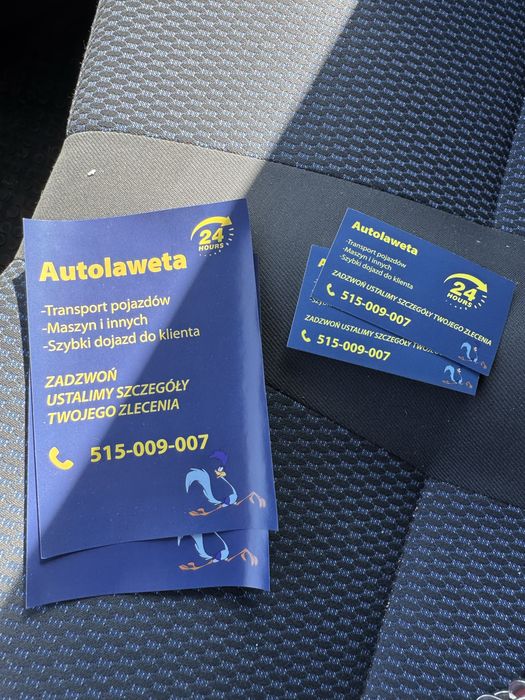 24
HOURS
Autolaweta
-Transport pojazdów
-Maszyn i innych
-Szybki dojazd do klienta
ZADZWOŃ
USTALIMY SZCZEGÓŁY
TWOJEGO ZLECENIA
515-009-007
Autolaweta
-Transport pojazdów
-Maszyn i innych
-Szybki dojazd do klienta
24
HOURS
ZADZWOŃ USTALIMY SZCZEGÓŁY TWOJEGO ZLECENIA
515-009-007
ZADZWOŃ USTALIMY SZCZEGÓŁY TWOJE
515-009-007